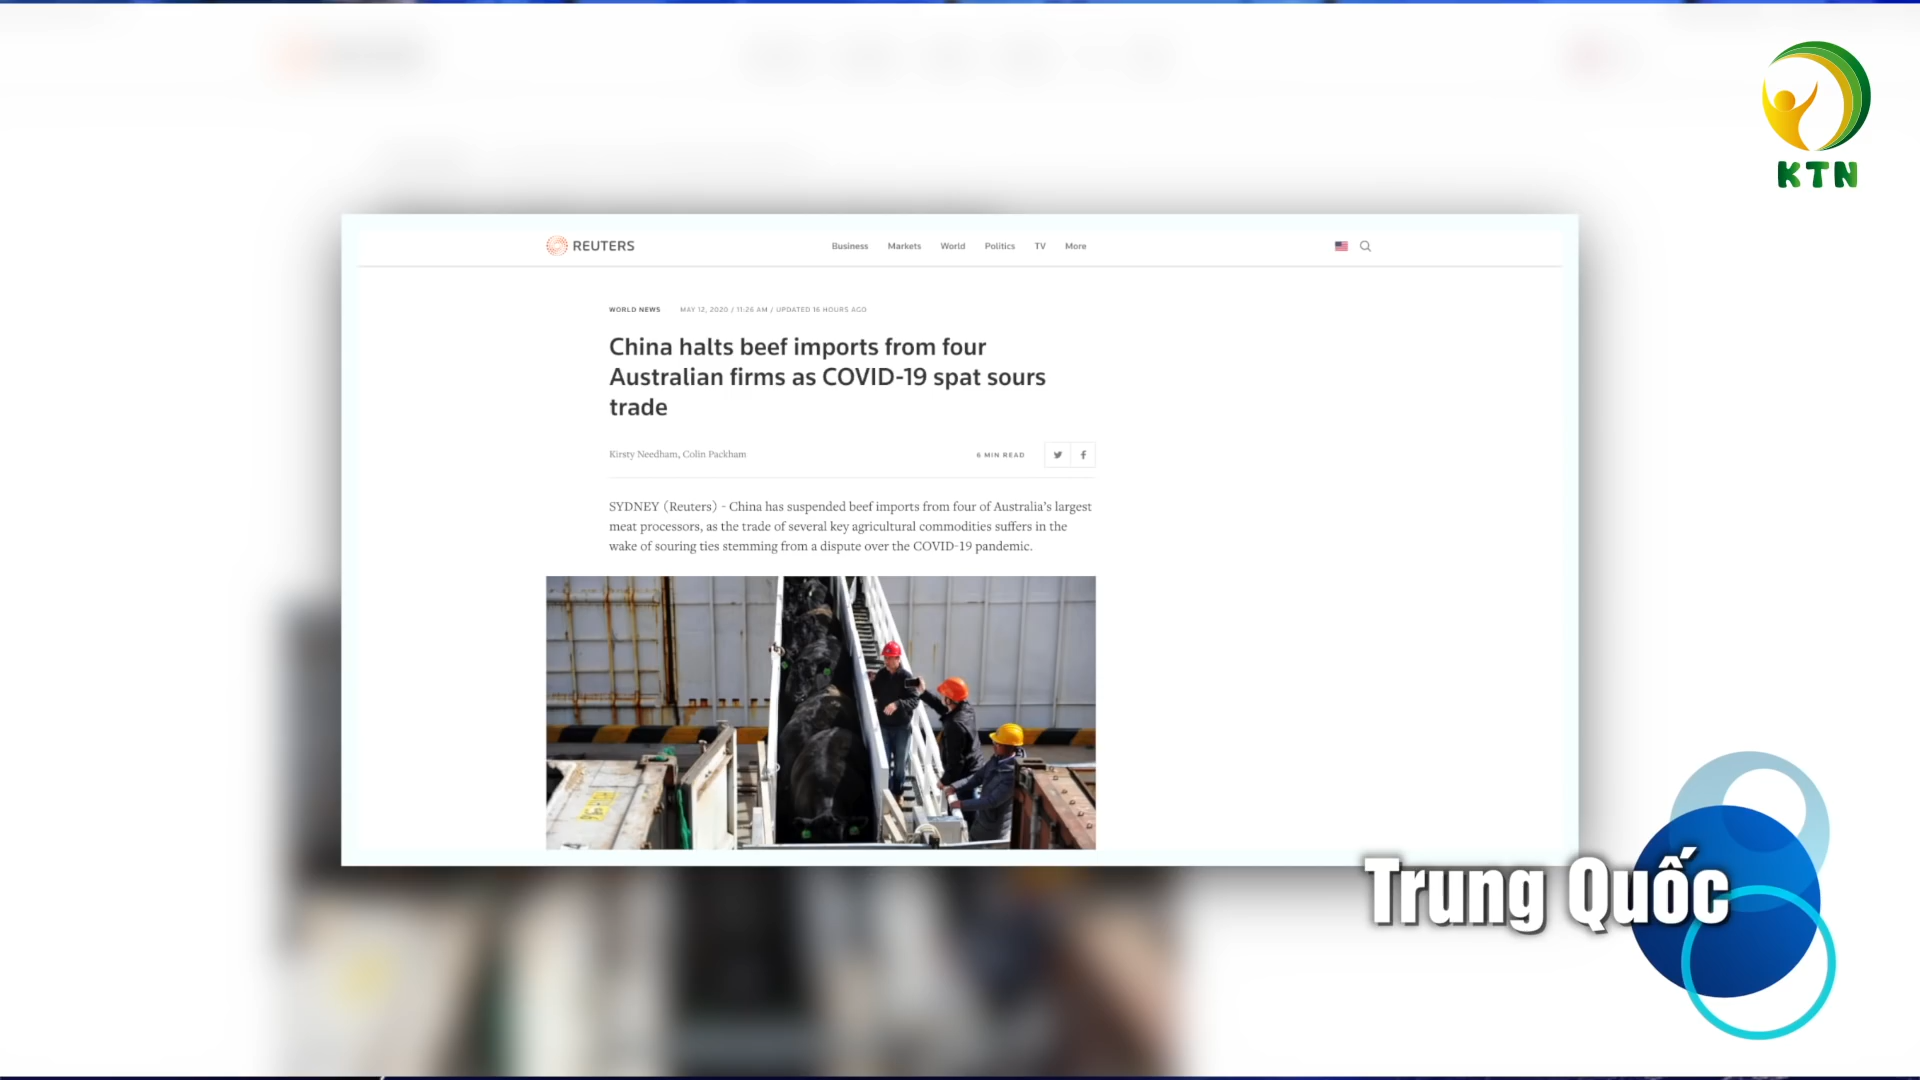 KTN
REUTERS
Business Markets World Politics TV More
WORLD NEWS MAY 12, 2020 / 11:26 AM / UPDATED 16 HOURS AGO
China halts beef imports from four
Australian firms as COVID-19 spat sours
trade
Kirsty Needham, Colin Packham
6 MIN READ
SYDNEY (Reuters) - China has suspended beef imports from four of Australia's largest
meat processors, as the trade of several key agricultural commodities suffers in the
wake of souring ties stemming from a dispute over the COVID-19 pandemic.
Trung Quốc